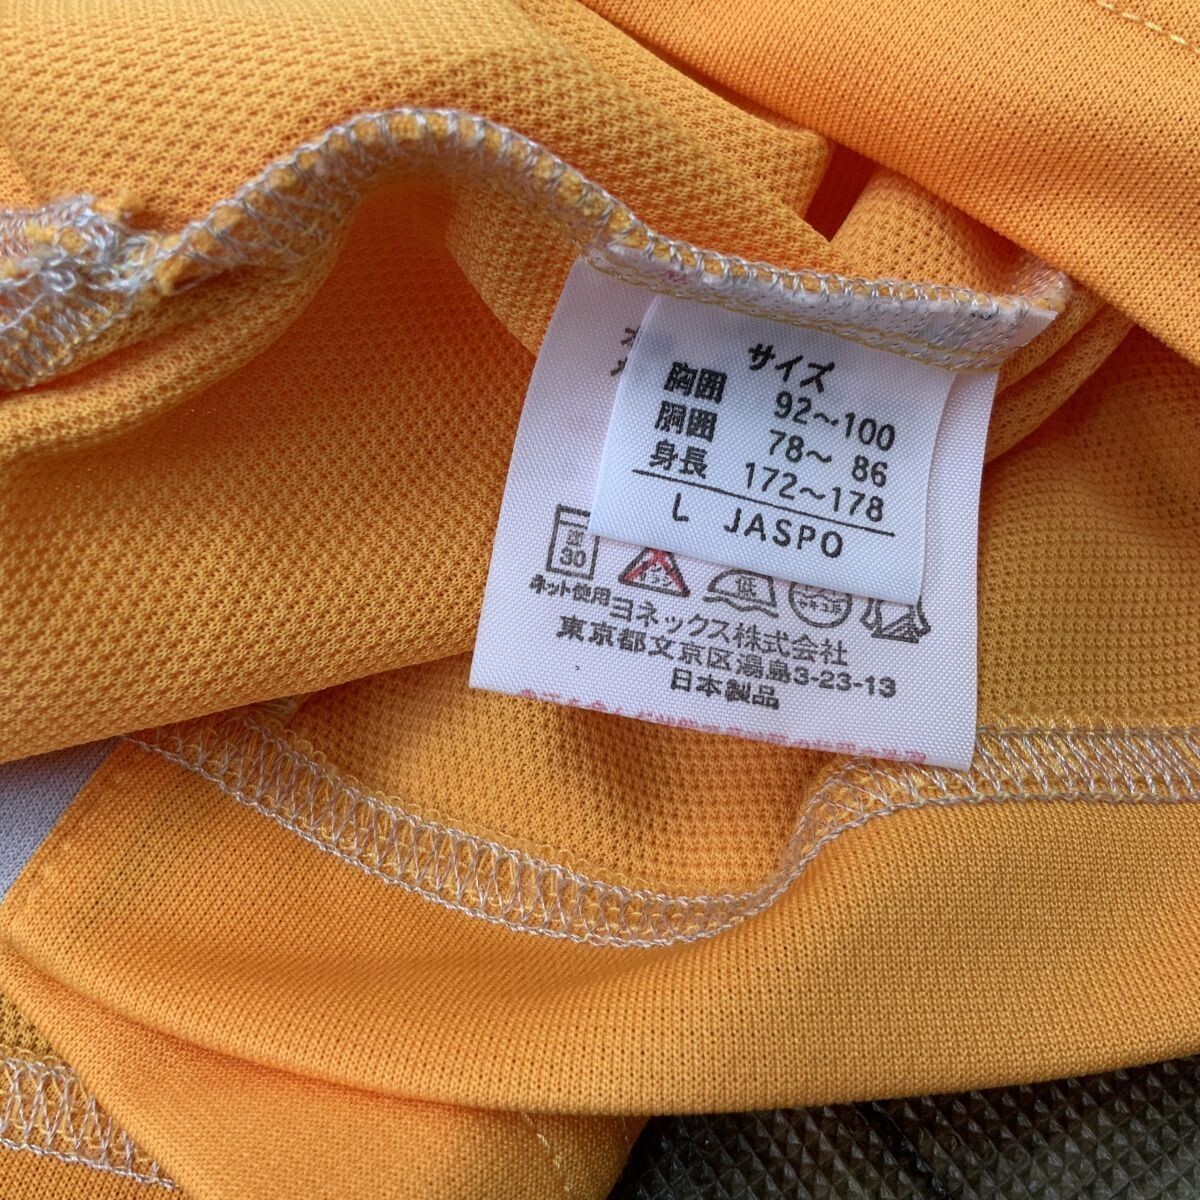 サイズ
胸囲 92～100
胴囲 78～ 86
身長 172～178
L JASPO
30
低
ネット使用
ヨネックス株式会社
東京都文京区湯島3-23-13
日本製品